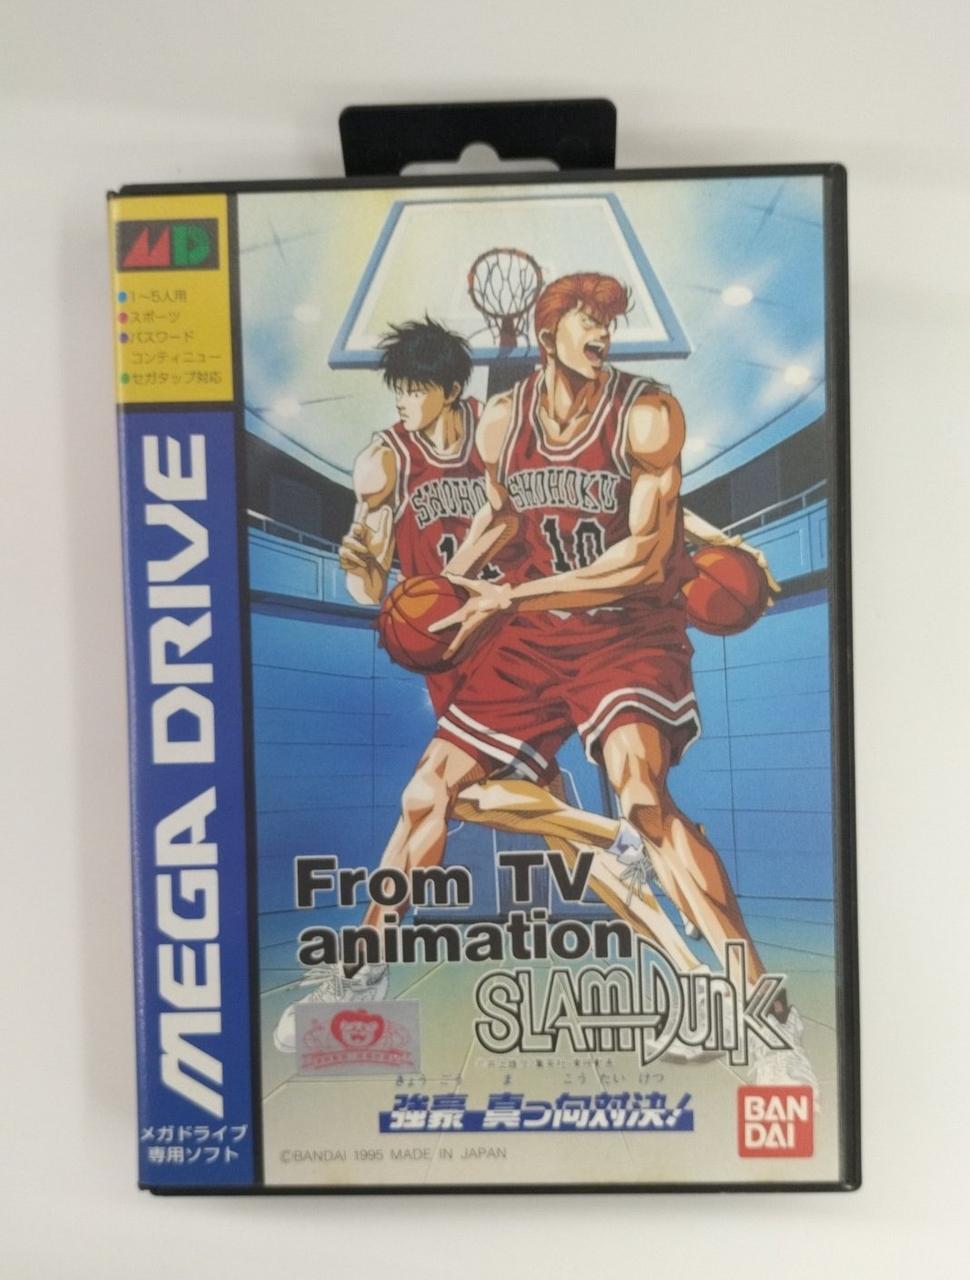 MD
1〜5人用
スポーツ
パスワード
コンティニュー
セガタップ対応
MEGA DRIVE
メガドライブ
専用ソフト
SHOHO
SHOHOKU
10
From TV
animation
SLAM DUNK
きょう ごう ま こう たい けつ
強豪 真っ向対決!
BAN
DAI
©BANDAI 1995 MADE IN JAPAN